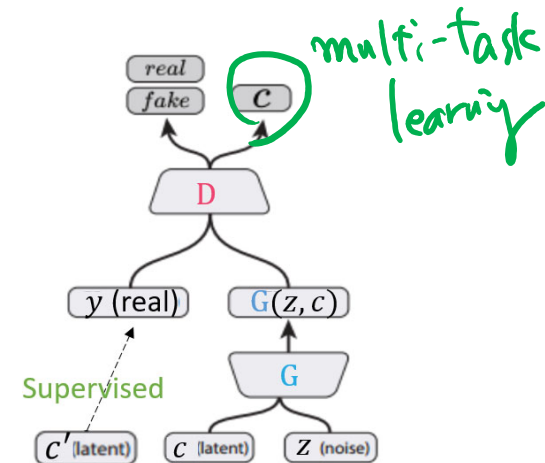 multi-task
learning
real
fake
c
D
y (real)
G(z, c)
Supervised
G
c' (latent)
c (latent)
z (noise)